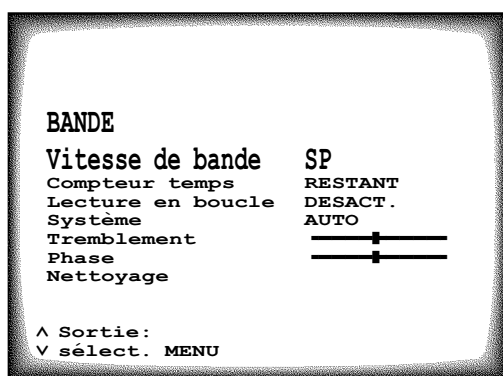 BANDE
Vitesse de bande SP
Compteur temps RESTANT
Lecture en boucle DESACT.
Système AUTO
Tremblement
Phase
Nettoyage
∧ Sortie:
∨ sélect. MENU